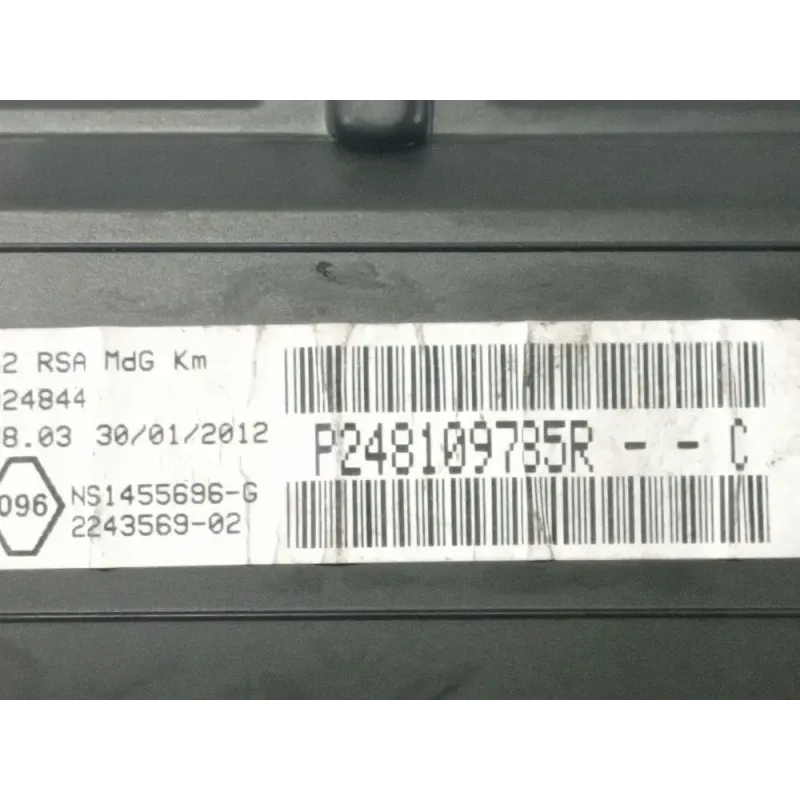 2 RSA MdG Km
24844
8.03 30/01/2012
P248109785R - - C
096
NS1455696-G
2243569-02